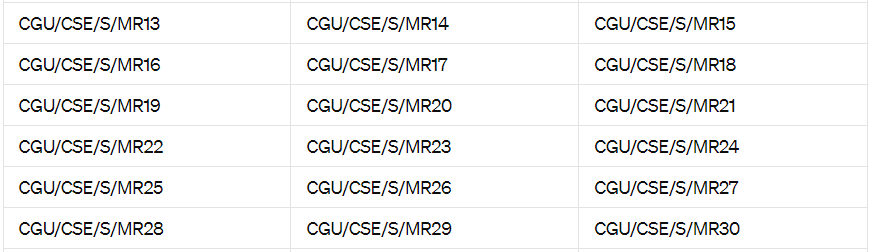 CGU/CSE/S/MR13 CGU/CSE/S/MR14 CGU/CSE/S/MR15
CGU/CSE/S/MR16 CGU/CSE/S/MR17 CGU/CSE/S/MR18
CGU/CSE/S/MR19 CGU/CSE/S/MR20 CGU/CSE/S/MR21
CGU/CSE/S/MR22 CGU/CSE/S/MR23 CGU/CSE/S/MR24
CGU/CSE/S/MR25 CGU/CSE/S/MR26 CGU/CSE/S/MR27
CGU/CSE/S/MR28 CGU/CSE/S/MR29 CGU/CSE/S/MR30